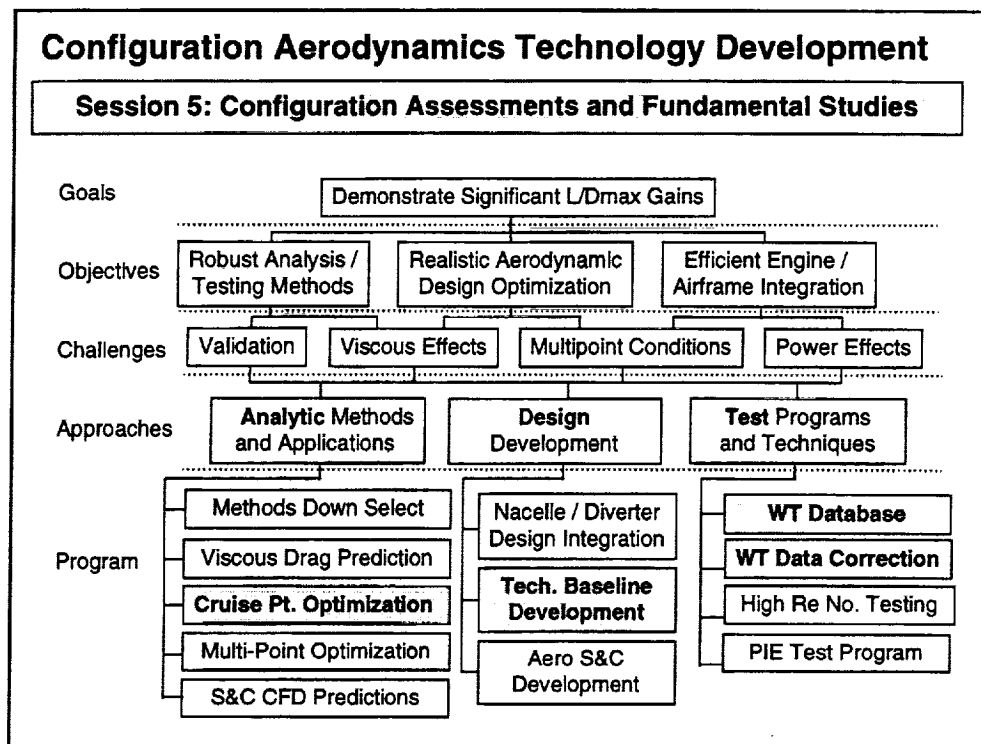 Configuration Aerodynamics Technology Development
Session 5: Configuration Assessments and Fundamental Studies
Goals
Demonstrate Significant L/Dmax Gains
Objectives
Robust Analysis /
Testing Methods
Realistic Aerodynamic
Design Optimization
Efficient Engine /
Airframe Integration
Challenges
Validation
Viscous Effects
Multipoint Conditions
Power Effects
Approaches
Analytic Methods
and Applications
Design
Development
Test Programs
and Techniques
Program
Methods Down Select
Viscous Drag Prediction
Cruise Pt. Optimization
Multi-Point Optimization
S&C CFD Predictions
Nacelle / Diverter
Design Integration
Tech. Baseline
Development
Aero S&C
Development
WT Database
WT Data Correction
High Re No. Testing
PIE Test Program